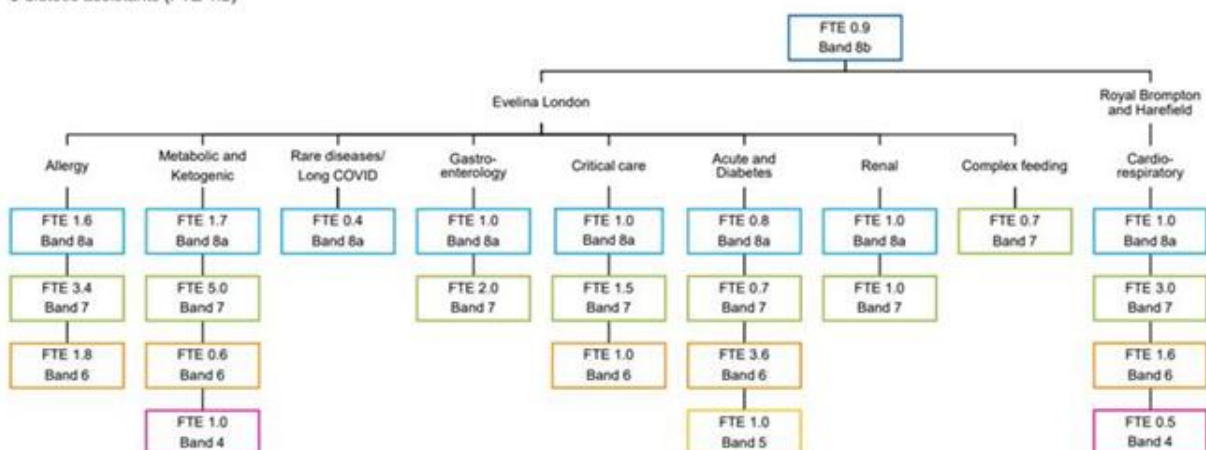 FTE 0.9
Band 8b
Evelina London
Royal Brompton
and Harefield
Allergy
Metabolic and
Ketogenic
Rare diseases/
Long COVID
Gastro-
enterology
Critical care
Acute and
Diabetes
Renal
Complex feeding
Cardio-
respiratory
FTE 1.6
Band 8a
FTE 1.7
Band 8a
FTE 0.4
Band 8a
FTE 1.0
Band 8a
FTE 1.0
Band 8a
FTE 0.8
Band 8a
FTE 1.0
Band 8a
FTE 0.7
Band 7
FTE 1.0
Band 8a
FTE 3.4
Band 7
FTE 5.0
Band 7
FTE 2.0
Band 7
FTE 1.5
Band 7
FTE 0.7
Band 7
FTE 1.0
Band 7
FTE 3.0
Band 7
FTE 1.8
Band 6
FTE 0.6
Band 6
FTE 1.0
Band 6
FTE 3.6
Band 6
FTE 1.6
Band 6
FTE 1.0
Band 4
FTE 1.0
Band 5
FTE 0.5
Band 4